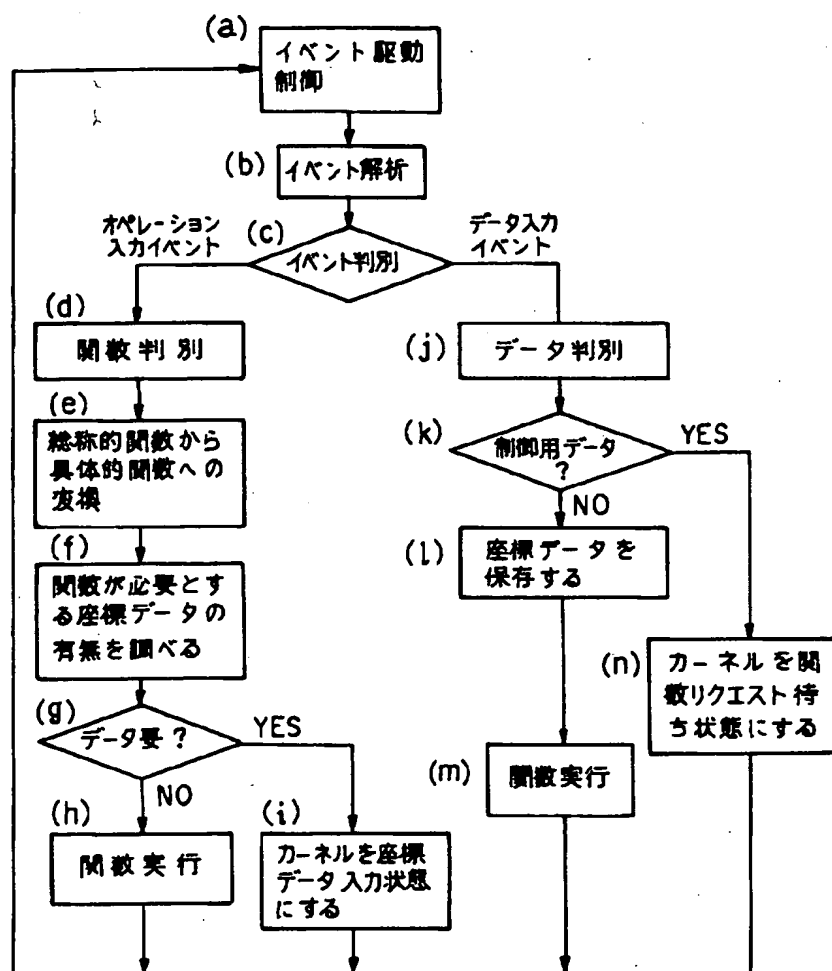 (a)
イベント駆動
制御
(b)
イベント解析
オペレーション
入力イベント
(c)
イベント判別
データ入力
イベント
(d)
関数判別
(j)
データ判別
(e)
総称的関数から
具体的関数への
変換
(k)
制御用データ
?
YES
NO
(f)
関数が必要とす
る座標データの
有無を調べる
(l)
座標データを
保存する
(n)
カーネルを関
数リクエスト待
ち状態にする
(g)
データ要?
YES
NO
(m)
関数実行
(h)
関数実行
(i)
カーネルを座標
データ入力状態
にする